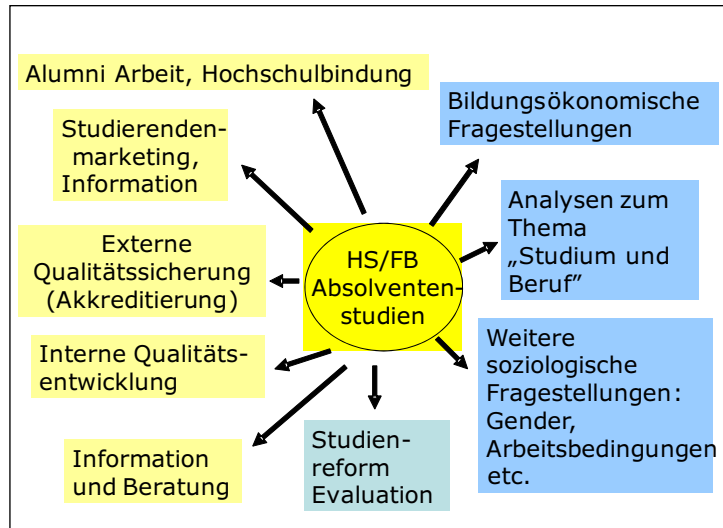 Alumni Arbeit, Hochschulbindung
Studierenden-
marketing,
Information
Externe
Qualitätssicherung
(Akkreditierung)
Interne Qualitäts-
entwicklung
Information
und Beratung
HS/FB
Absolventen-
studien
Studien-
reform
Evaluation
Bildungsökonomische
Fragestellungen
Analysen zum
Thema
„Studium und
Beruf”
Weitere
soziologische
Fragestellungen:
Gender,
Arbeitsbedingungen
etc.